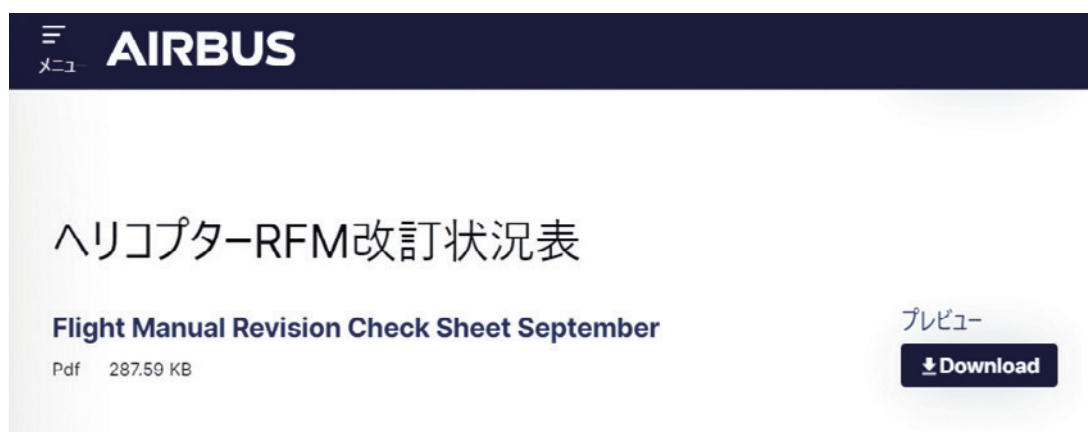 メニュー
AIRBUS
ヘリコプターRFM改訂状況表
Flight Manual Revision Check Sheet September
プレビュー
Pdf 287.59 KB
Download